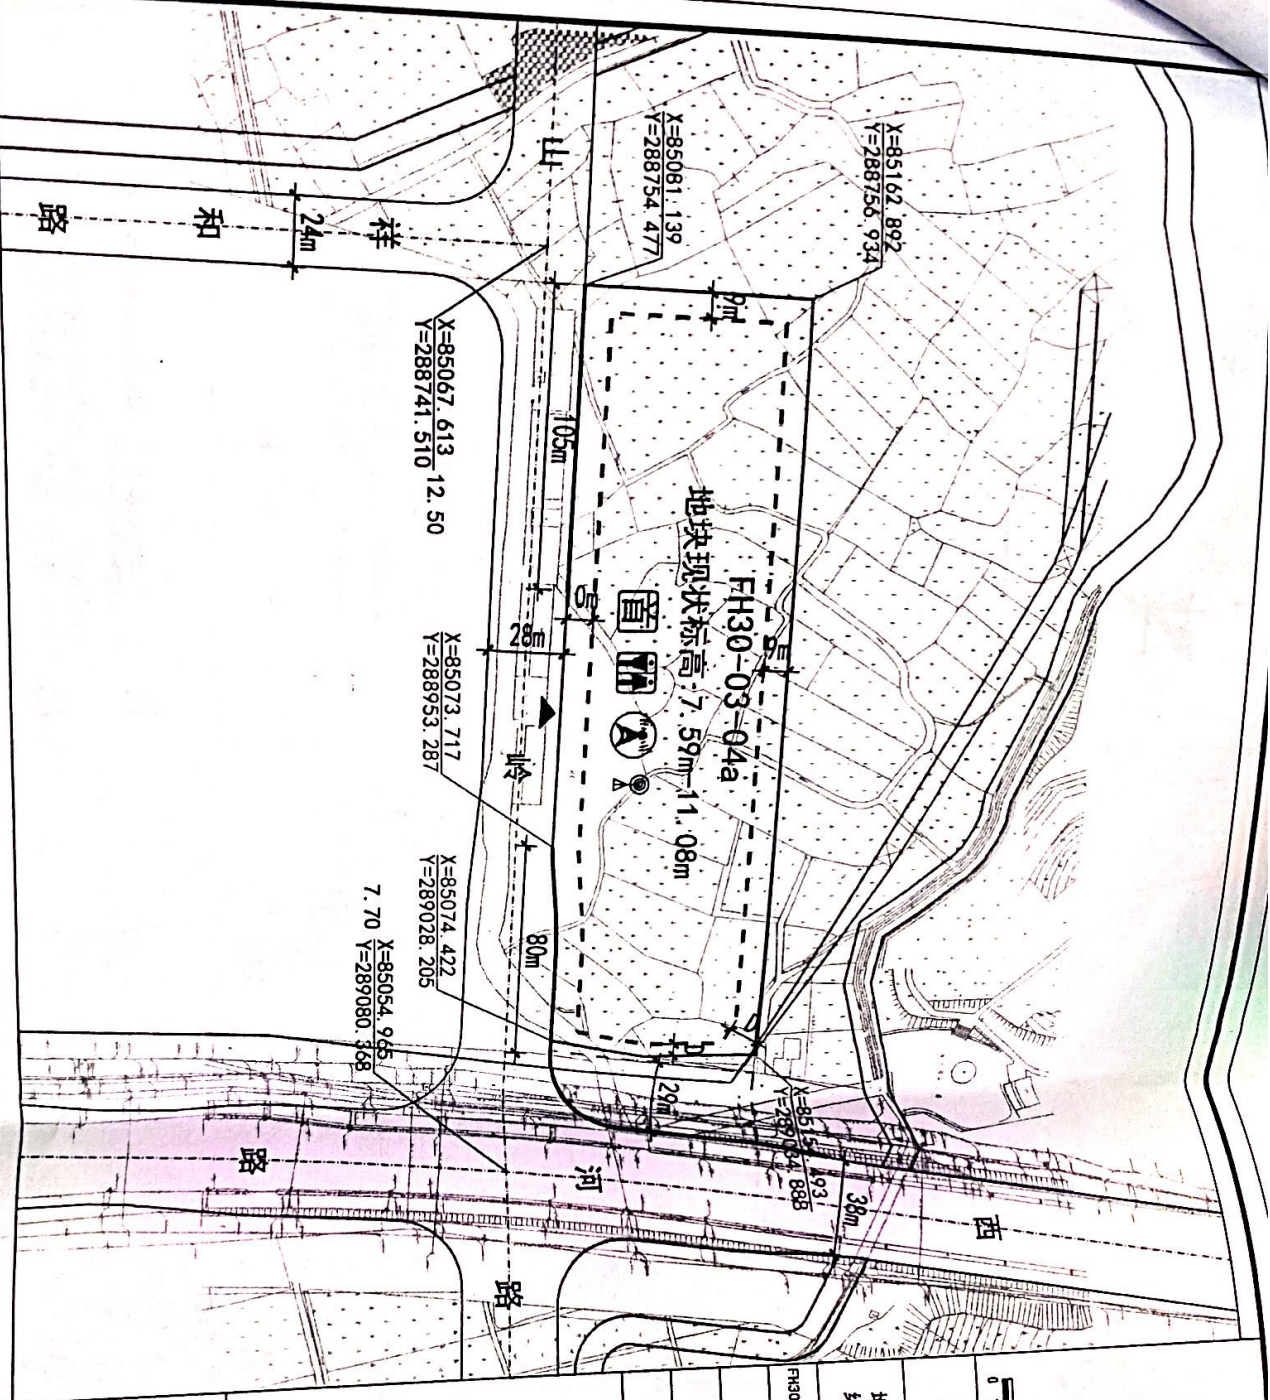 X=85162.892
Y=288756.934
X=85081.139
Y=288754.477
山
岭
路
祥
和
路
24m
9m
105m
X=85067.613
Y=288741.510
12.50
FH30-03-04a
地块现状标高:7.59m-11.08m
首
28m
X=85073.717
Y=288953.287
X=85074.422
Y=289028.205
80m
7.70
X=85054.965
Y=289080.368
D
D
29m
38m
西
河
路
FH30
0